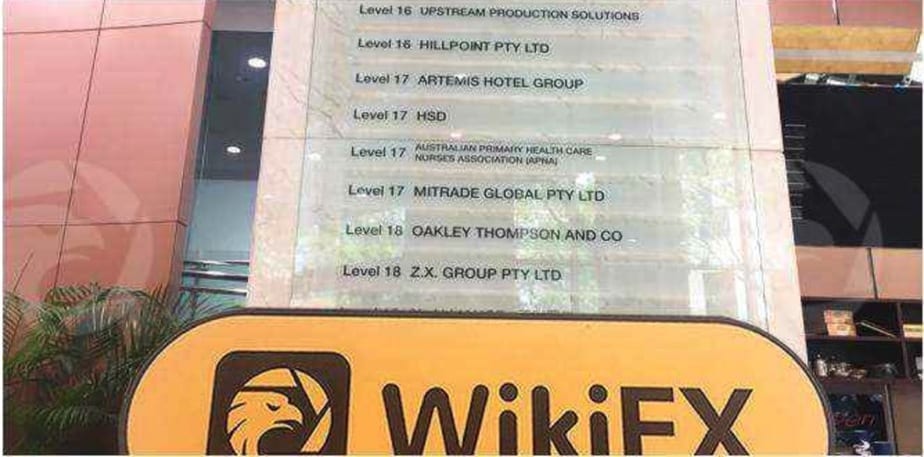 Level 16 UPSTREAM PRODUCTION SOLUTIONS
Level 16 HILLPOINT PTY LTD
Level 17 ARTEMIS HOTEL GROUP
Level 17 HSD
Level 17 AUSTRALIAN PRIMARY HEALTH CARE
NURSES ASSOCIATION (APNA)
Level 17 MITRADE GLOBAL PTY LTD
Level 18 OAKLEY THOMPSON AND CO
Level 18 Z.X. GROUP PTY LTD
WikiFX